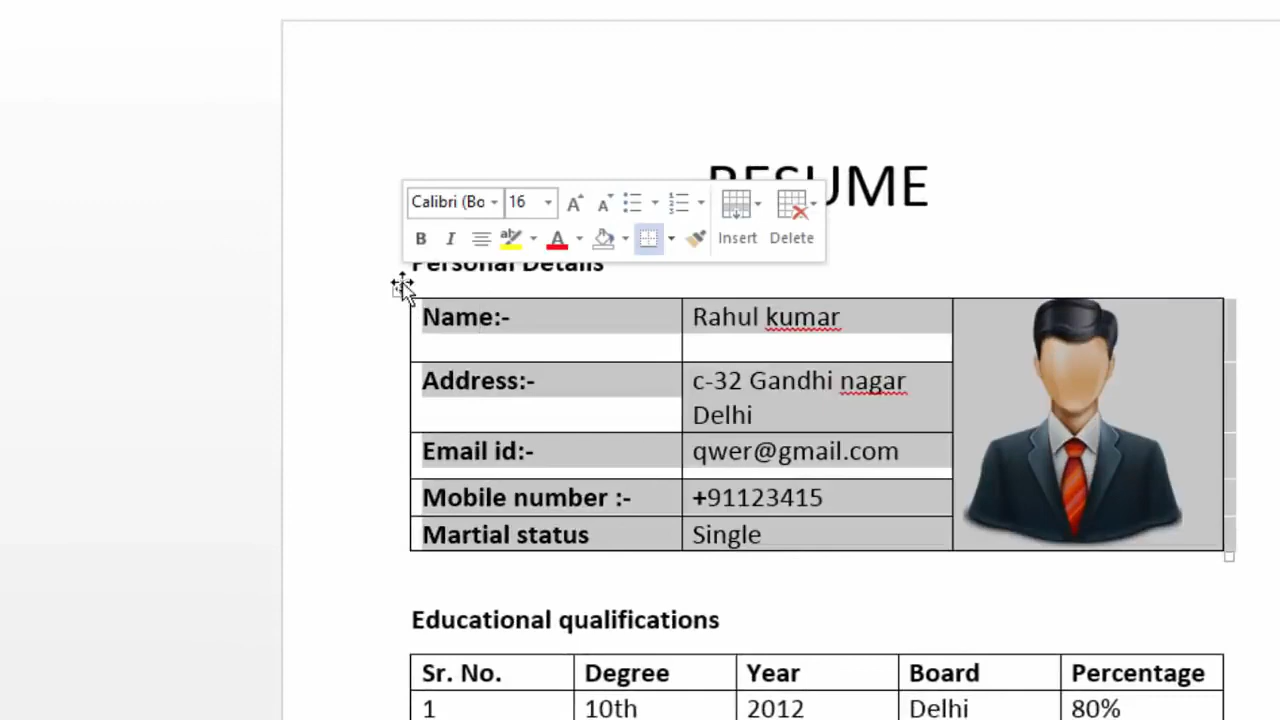 RESUME
Calibri (Bo 16
Insert Delete
Personal Details
Name:- Rahul kumar
Address:- c-32 Gandhi nagar
Delhi
Email id:- qwer@gmail.com
Mobile number :- +91123415
Martial status Single
Educational qualifications
Sr. No. Degree Year Board Percentage
1 10th 2012 Delhi 80%